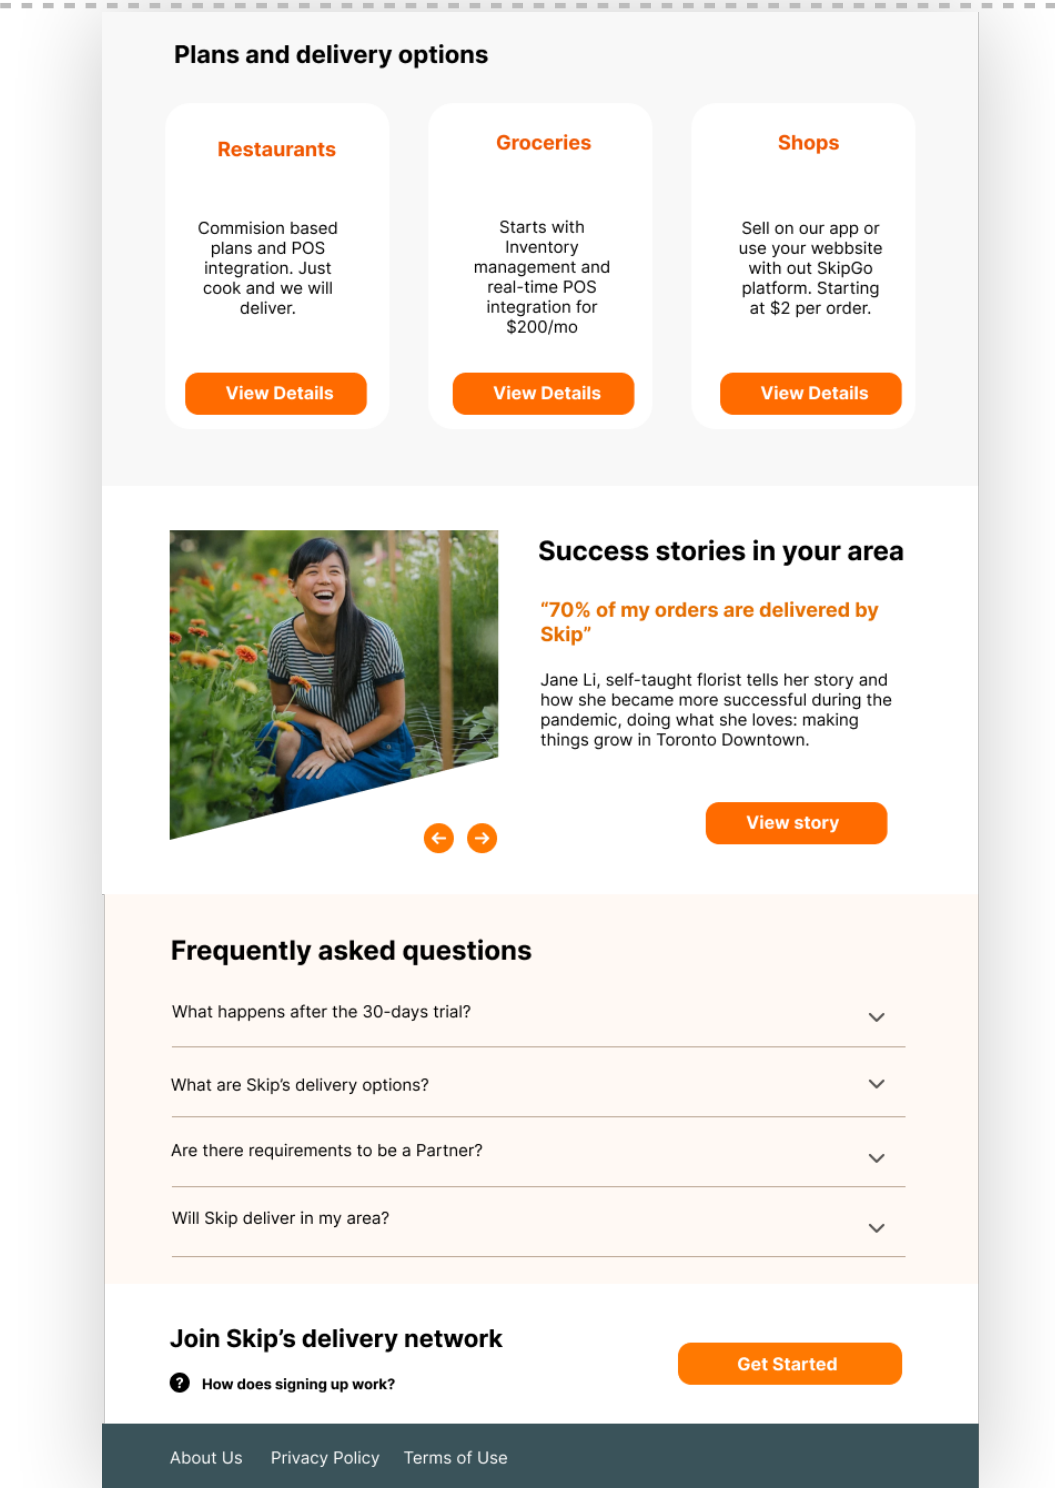 Plans and delivery options
Restaurants
Commision based
plans and POS
integration. Just
cook and we will
deliver.
View Details
Groceries
Starts with
Inventory
management and
real-time POS
integration for
$200/mo
View Details
Shops
Sell on our app or
use your webbsite
with out SkipGo
platform. Starting
at $2 per order.
View Details
Success stories in your area
“70% of my orders are delivered by
Skip”
Jane Li, self-taught florist tells her story and
how she became more successful during the
pandemic, doing what she loves: making
things grow in Toronto Downtown.
View story
Frequently asked questions
What happens after the 30-days trial?
What are Skip’s delivery options?
Are there requirements to be a Partner?
Will Skip deliver in my area?
Join Skip’s delivery network
? How does signing up work?
Get Started
About Us Privacy Policy Terms of Use